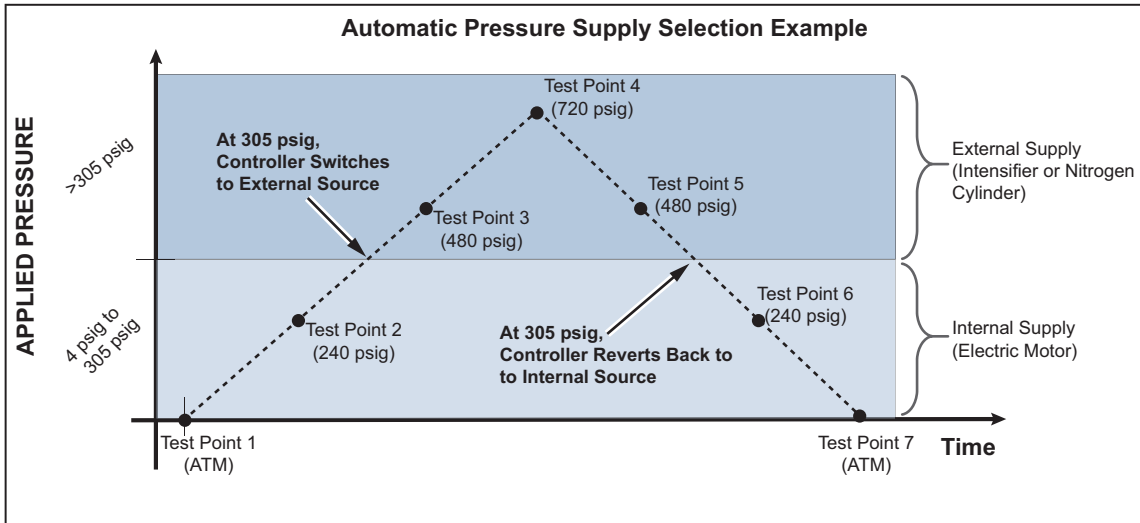 Automatic Pressure Supply Selection Example
APPLIED PRESSURE
>305 psig
4 psig to
305 psig
Test Point 4
(720 psig)
At 305 psig,
Controller Switches
to External Source
Test Point 3
(480 psig)
Test Point 5
(480 psig)
Test Point 2
(240 psig)
At 305 psig,
Controller Reverts Back to
to Internal Source
Test Point 6
(240 psig)
External Supply
(Intensifier or Nitrogen
Cylinder)
Internal Supply
(Electric Motor)
Test Point 1
(ATM)
Test Point 7
(ATM)
Time